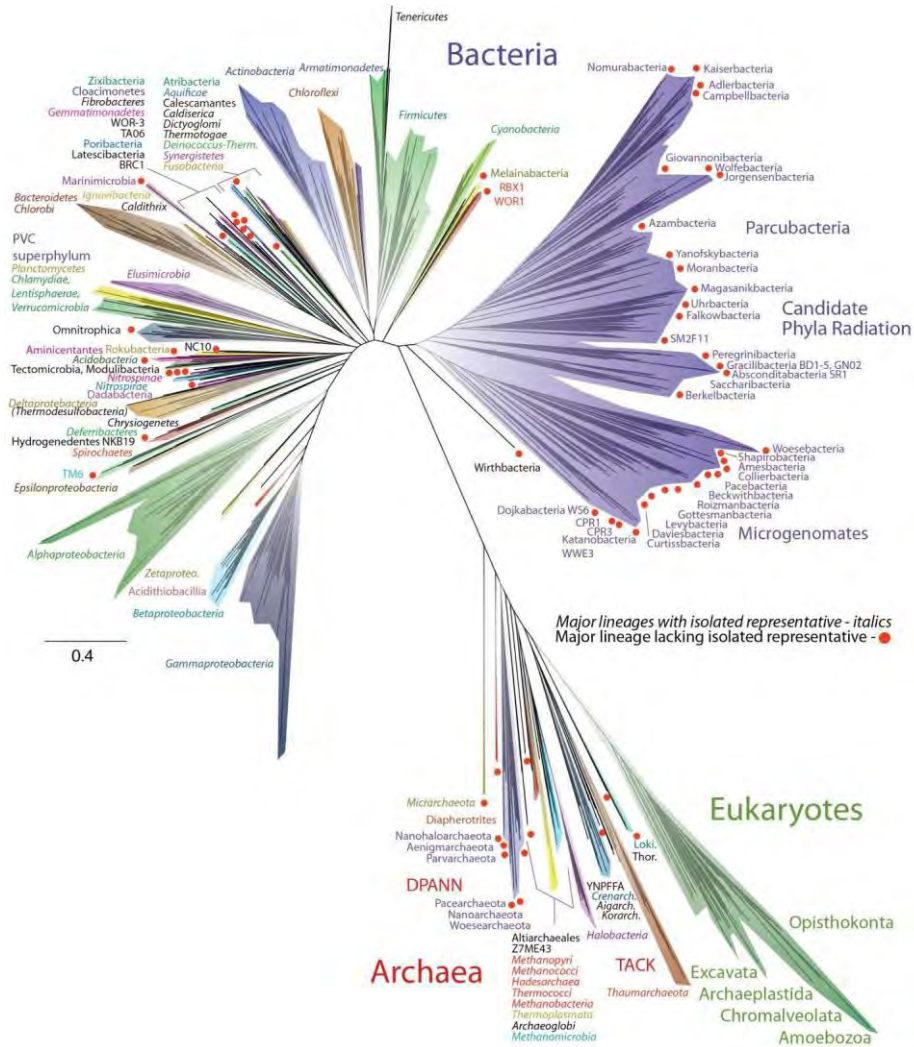 Tenericutes
Bacteria
Actinobacteria
Armatimonadetes
Zixibacteria
Cloacimonetes
Fibrobacteres
Gemmatimonadetes
WOR-3
TA06
Poribacteria
Latescibacteria
BRC1
Atribacteria
Aquificae
Calescamantes
Caldiserica
Dictyoglomi
Thermotogae
Deinococcus-Therm.
Synergistetes
Fusobacteria
Chloroflexi
Firmicutes
Cyanobacteria
Melainabacteria
RBX1
WOR1
Nomurabacteria
Kaiserbacteria
Adlerbacteria
Campbellbacteria
Giovannonibacteria
Wolfebacteria
Jorgensenbacteria
Azambacteria
Parcubacteria
Yanofskybacteria
Moranbacteria
Magasanikbacteria
Uhrbacteria
Falkowbacteria
Candidate
Phyla Radiation
SM2F11
Peregrinibacteria
Gracilibacteria BD1-5, GN02
Absconditabacteria SR1
Saccharibacteria
Berkelbacteria
Marinimicrobia
Ignavibacteria
Caldithrix
Bacteroidetes
Chlorobi
PVC
superphylum
Planctomycetes
Chlamydiae,
Lentisphaerae,
Verrucomicrobia
Elusimicrobia
Omnitrophica
Aminicentantes
Rokubacteria
NC10
Acidobacteria
Tectomicrobia, Modulibacteria
Nitrospinae
Nitrospirae
Dadabacteria
Deltaprotebacteria
(Thermodesulfobacteria)
Chrysiogenetes
Deferribacteres
Hydrogenedentes NKB19
Spirochaetes
TM6
Epsilonproteobacteria
Wirthbacteria
Woesebacteria
Shapirobacteria
Amesbacteria
Collierbacteria
Pacebacteria
Beckwithbacteria
Roizmanbacteria
Gottesmanbacteria
Levybacteria
Daviesbacteria
Curtissbacteria
Microgenomates
Dojkabacteria WS6
CPR1
CPR3
Katanobacteria
WWE3
Alphaproteobacteria
Zetaproteo.
Acidithiobacillia
Betaproteobacteria
Gammaproteobacteria
0.4
Major lineages with isolated representative - italics
Major lineage lacking isolated representative -
Micrarchaeota
Diapherotrites
Nanohaloarchaeota
Aenigmarchaeota
Parvarchaeota
DPANN
Pacearchaeota
Nanoarchaeota
Woesearchaeota
Archaea
Altiarchaeales
Z7ME43
Methanopyri
Methanococci
Hadesarchaea
Thermococci
Methanobacteria
Thermoplasmata
Archaeoglobi
Methanomicrobia
Halobacteria
YNPFFA
Crenarch.
Aigarch.
Korarch.
TACK
Thaumarchaeota
Loki.
Thor.
Eukaryotes
Opisthokonta
Excavata
Archaeplastida
Chromalveolata
Amoebozoa